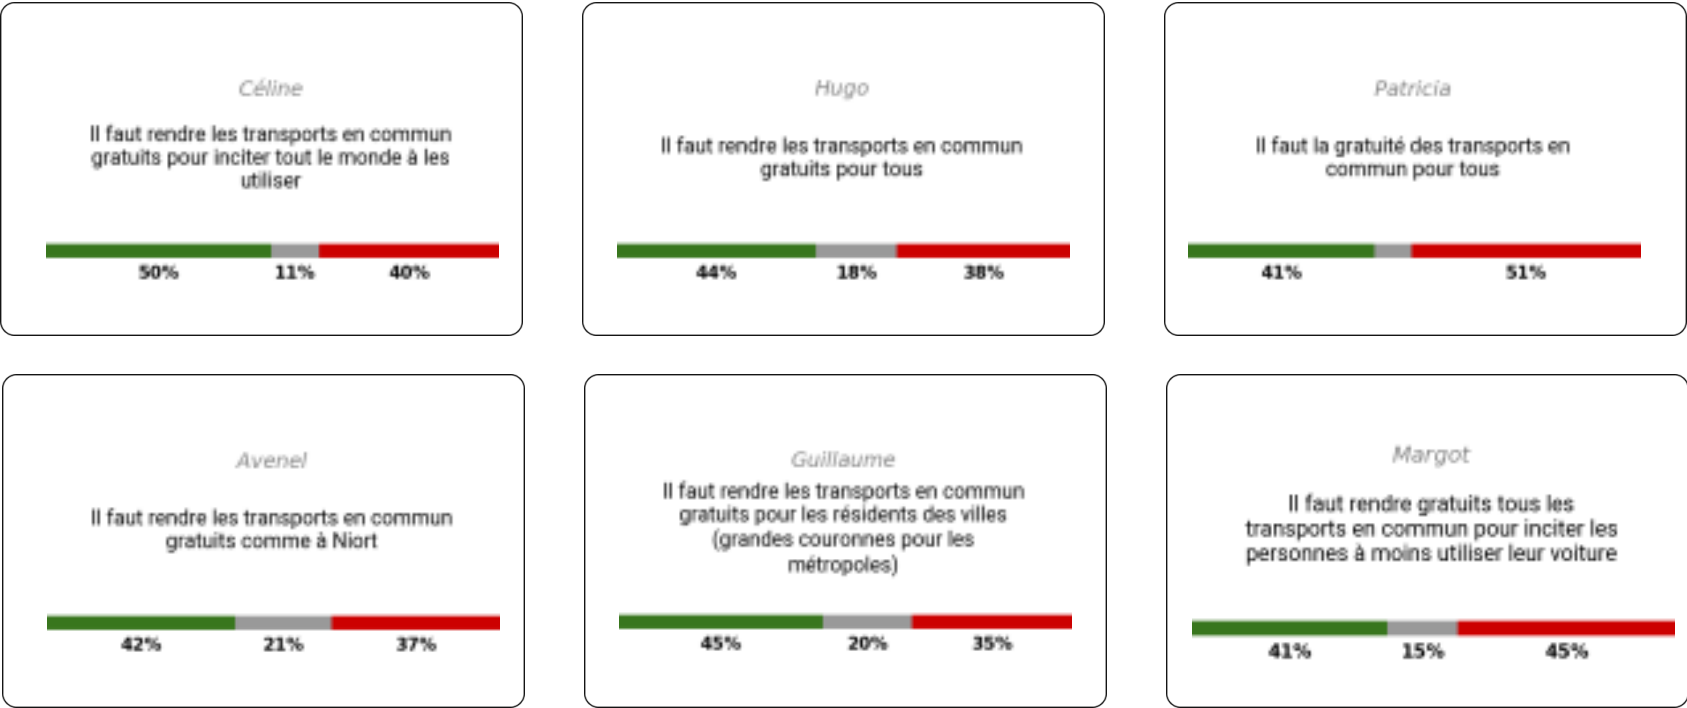 Céline
Il faut rendre les transports en commun
gratuits pour inciter tout le monde à les
utiliser
50% 11% 40%
Hugo
Il faut rendre les transports en commun
gratuits pour tous
44% 18% 38%
Patricia
Il faut la gratuité des transports en
commun pour tous
41% 51%
Avenel
Il faut rendre les transports en commun
gratuits comme à Niort
42% 21% 37%
Guillaume
Il faut rendre les transports en commun
gratuits pour les résidents des villes
(grandes couronnes pour les
métropoles)
45% 20% 35%
Margot
Il faut rendre gratuits tous les
transports en commun pour inciter les
personnes à moins utiliser leur voiture
41% 15% 45%